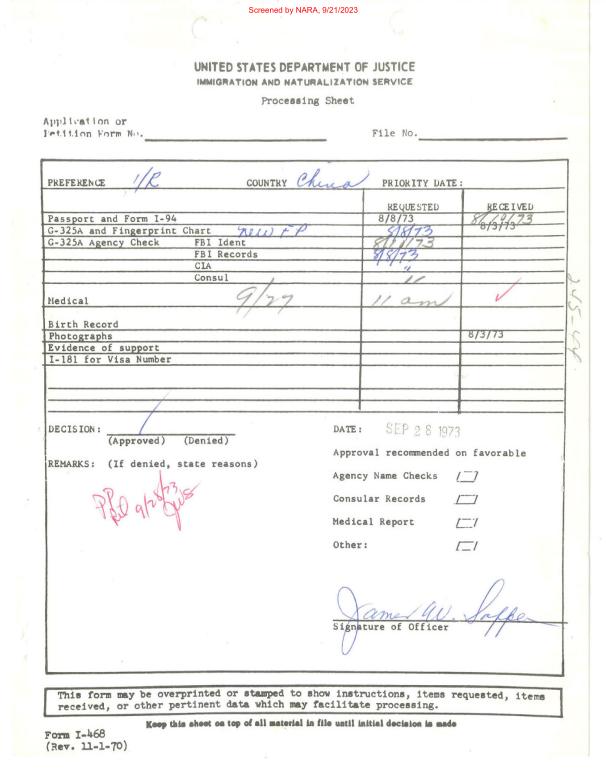 Screened by NARA, 9/21/2023
UNITED STATES DEPARTMENT OF JUSTICE
IMMIGRATION AND NATURALIZATION SERVICE
Processing Sheet
Application or
Petition Form No. File No.
PREFERENCE I/R COUNTRY China PRIORITY DATE:
REQUESTED RECEIVED
Passport and Form I-94 8/8/73 8/10/73
G-325A and Fingerprint Chart new FP 8/8/73 8/3/73
G-325A Agency Check FBI Ident 8/11/73
FBI Records 8/8/73
CIA "
Consul "
Medical 9/27 11 am ✓
Birth Record
Photographs 8/3/73
Evidence of support
I-181 for Visa Number
245-44
DECISION: / DATE: SEP 28 1973
(Approved) (Denied)
Approval recommended on favorable
REMARKS: (If denied, state reasons)
Agency Name Checks
Consular Records
Medical Report
Other:
9/28/73
James W.
Signature of Officer
This form may be overprinted or stamped to show instructions, items requested, items
received, or other pertinent data which may facilitate processing.
Keep this sheet on top of all material in file until initial decision is made
Form I-468
(Rev. 11-1-70)